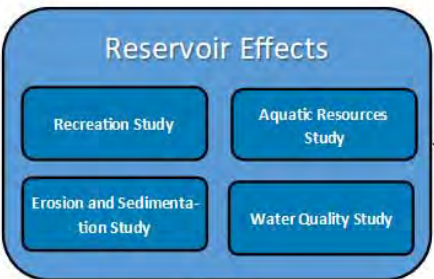 Reservoir Effects
Recreation Study
Aquatic Resources
Study
Erosion and Sedimenta-
tion Study
Water Quality Study